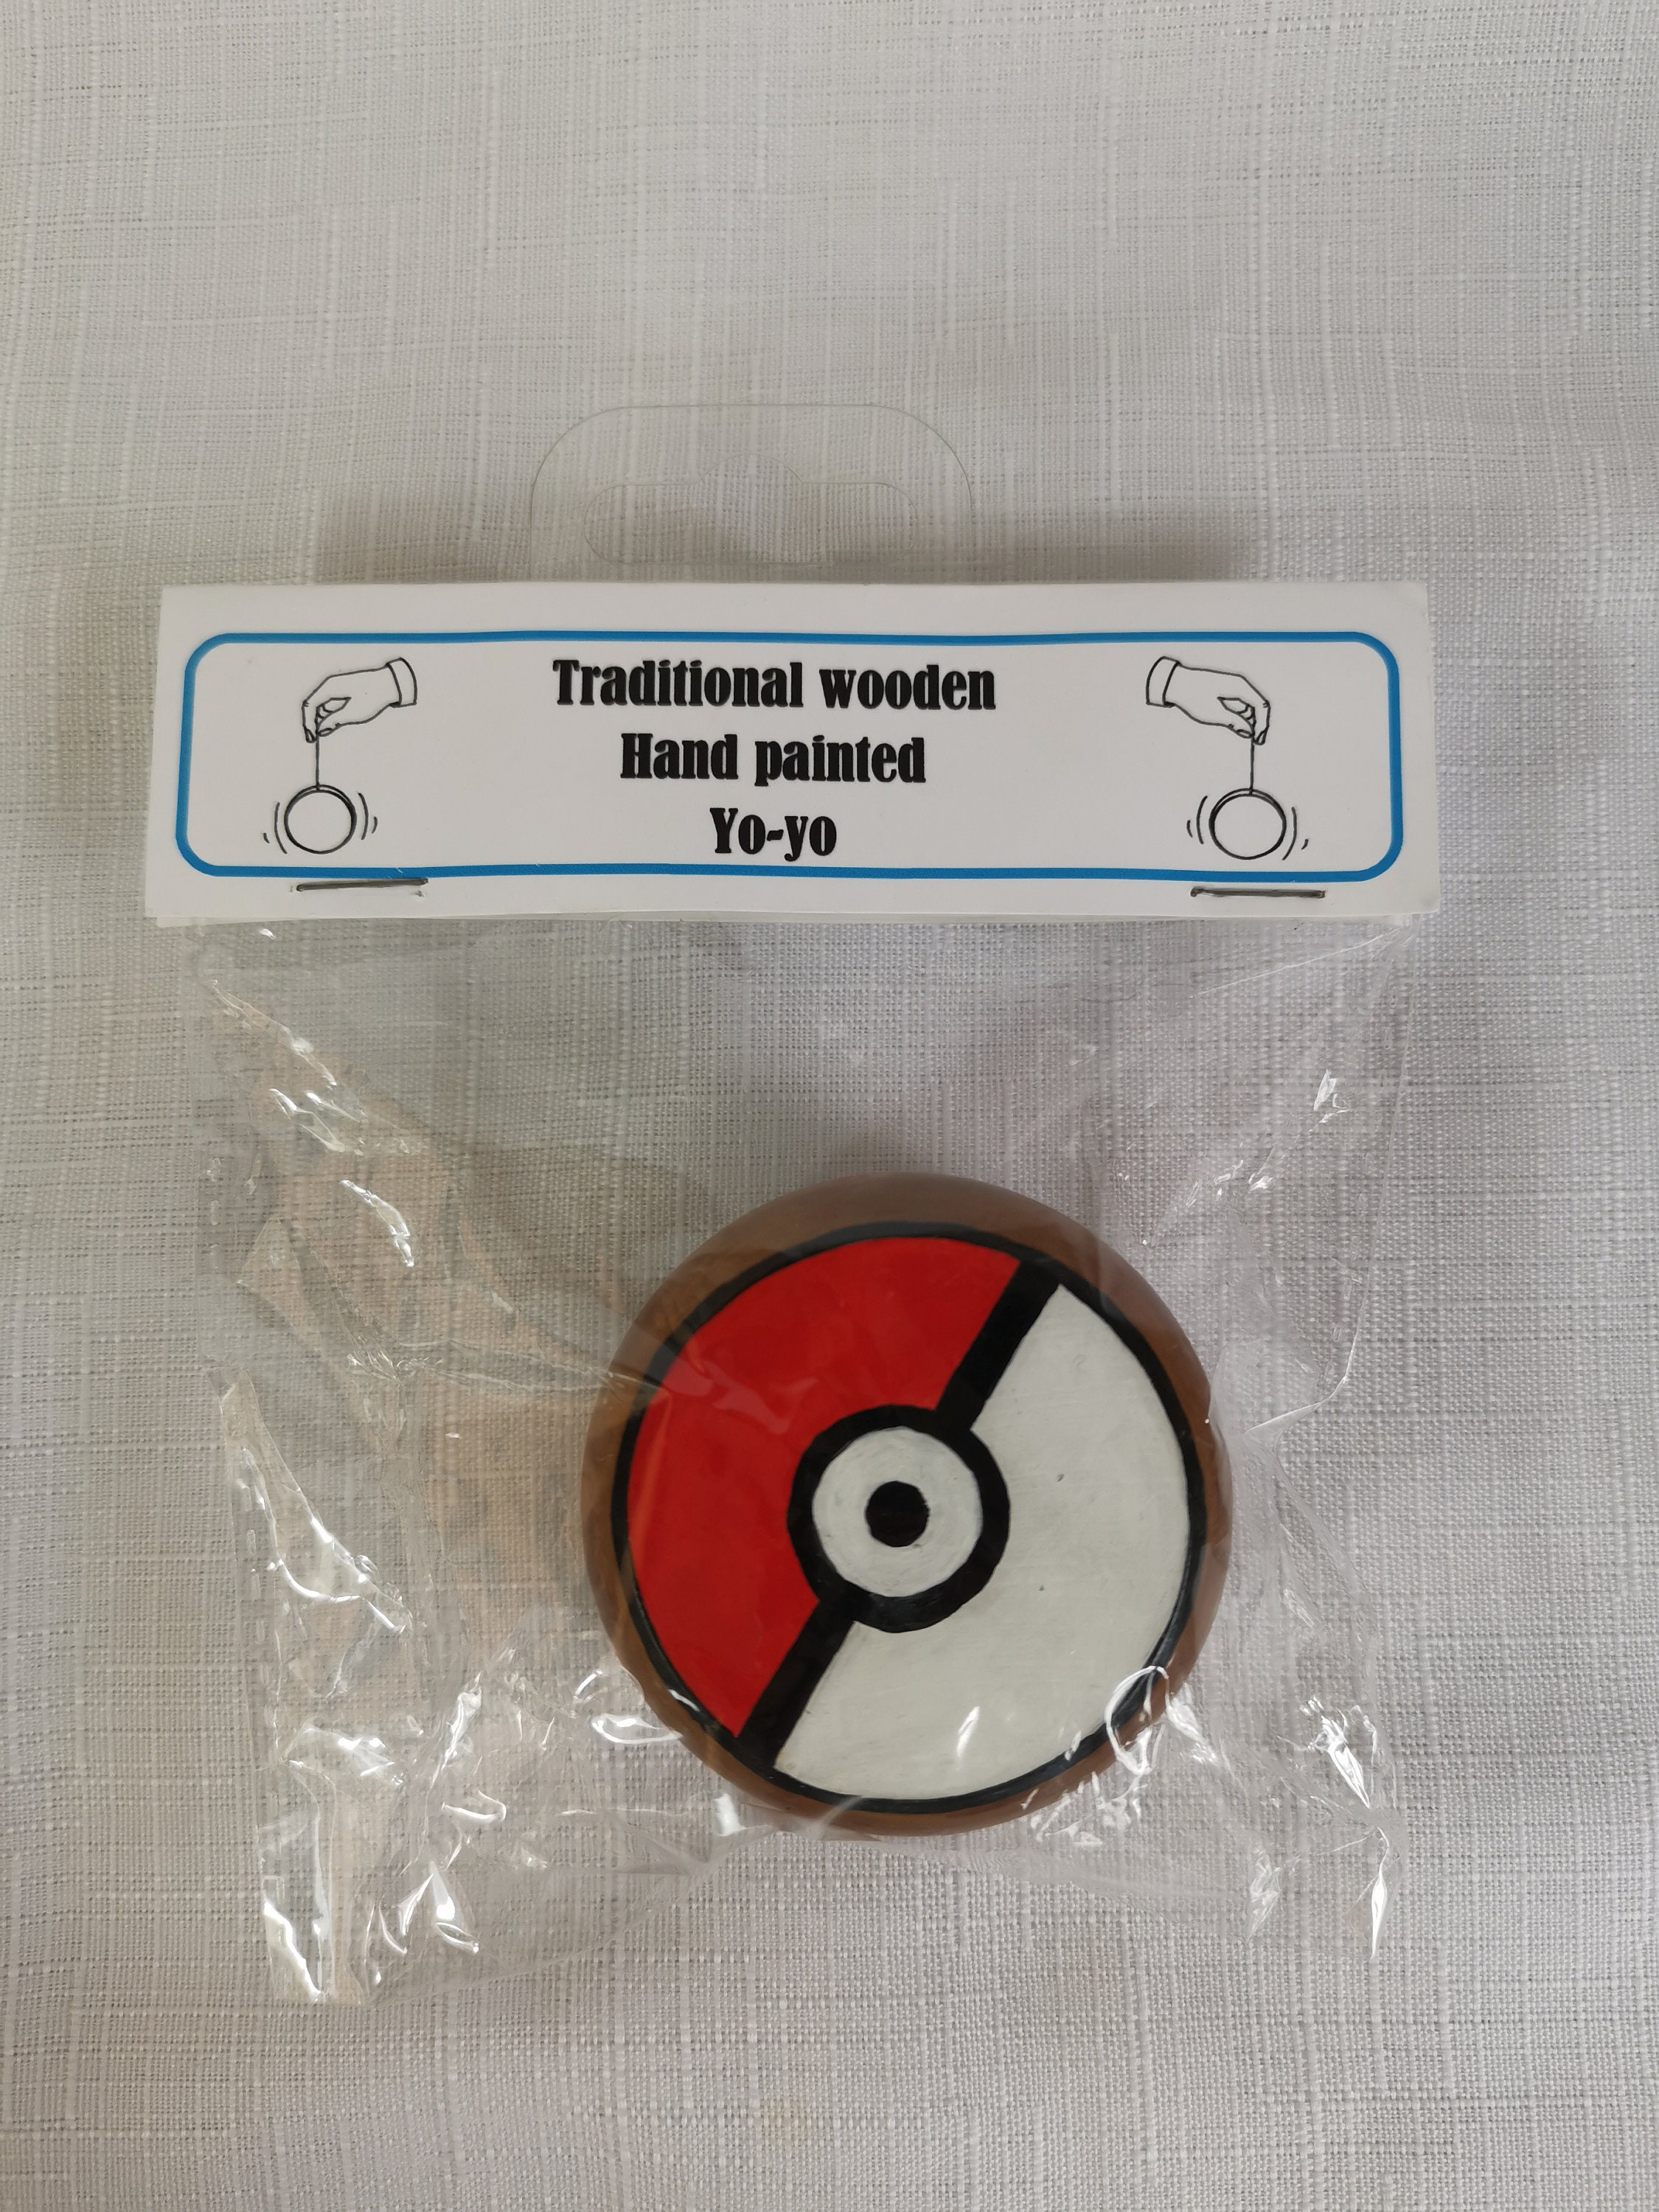 Traditional wooden
Hand painted
Yo-yo